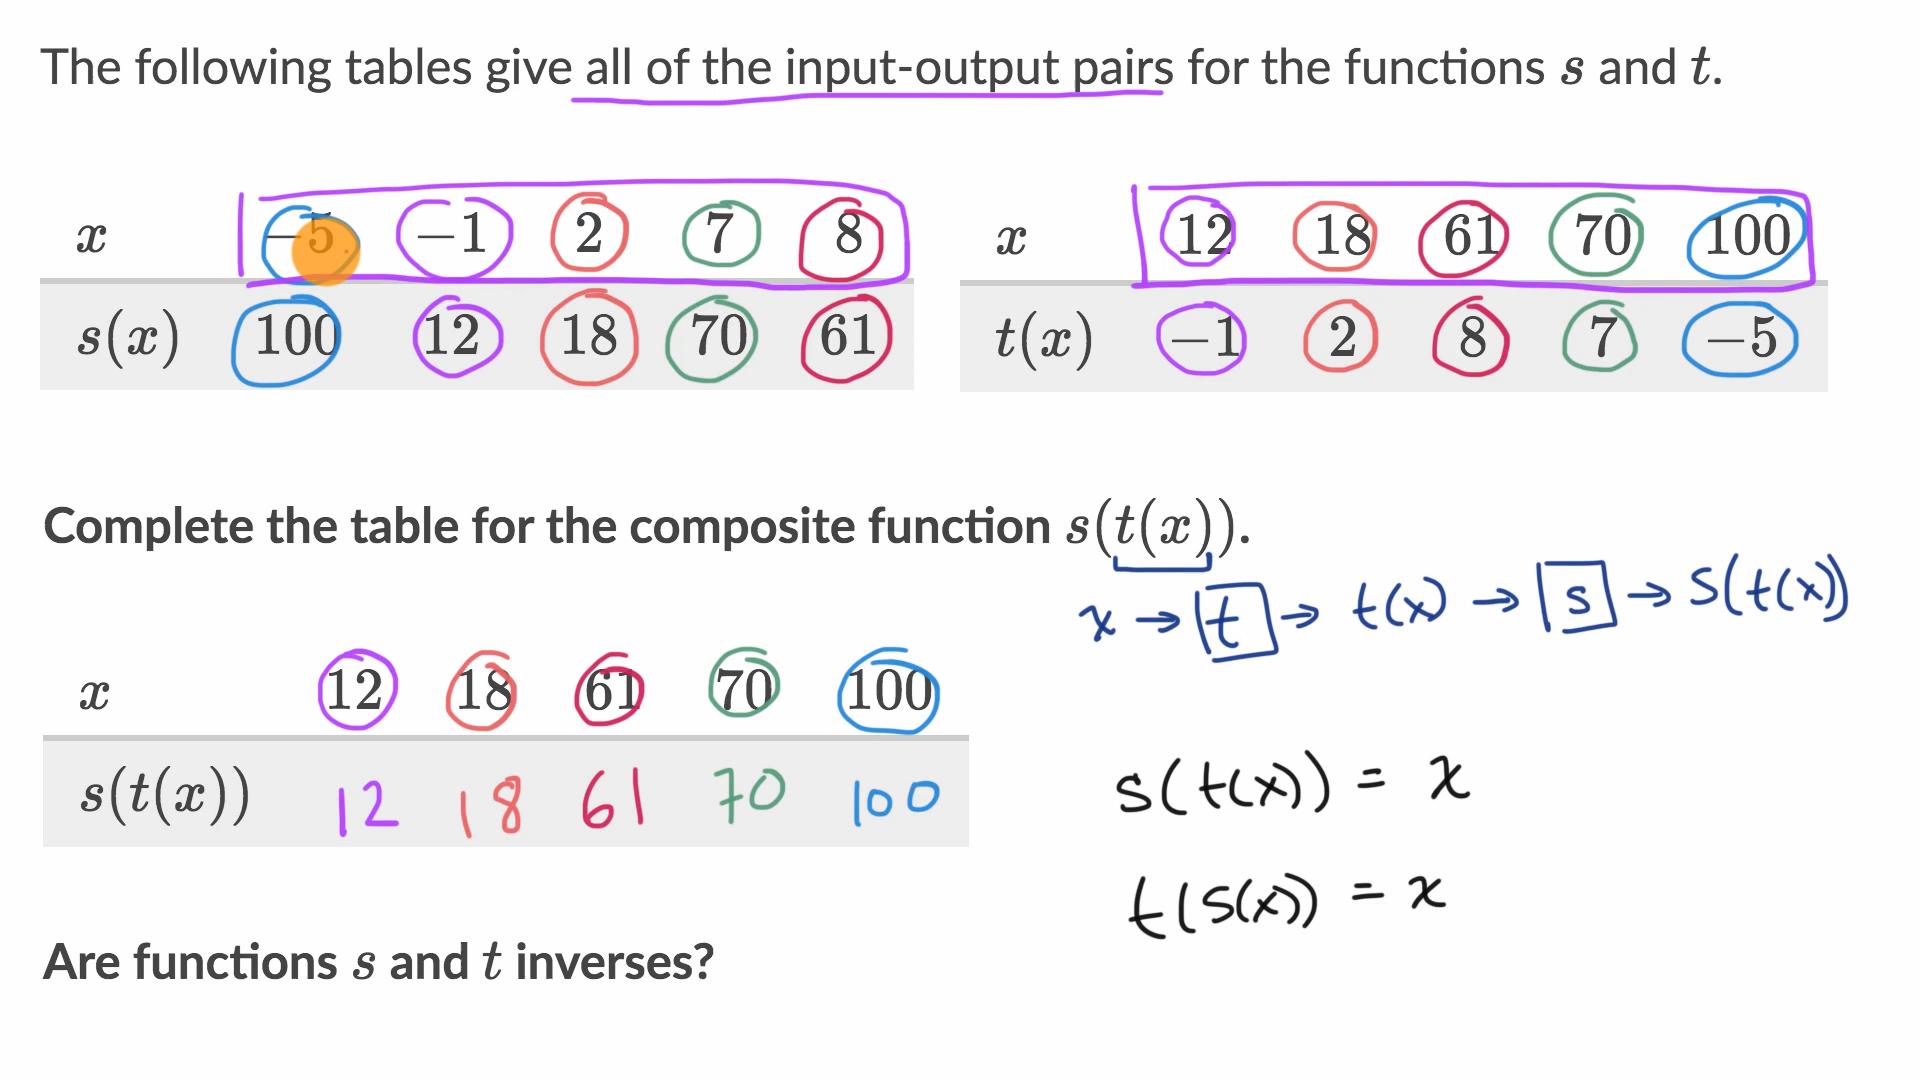 The following tables give all of the input-output pairs for the functions s and t.
x −5 −1 2 7 8
s(x) 100 12 18 70 61
x 12 18 61 70 100
t(x) −1 2 8 7 −5
Complete the table for the composite function s(t(x)).
x → t → t(x) → s → s(t(x))
x 12 18 61 70 100
s(t(x)) 12 18 61 70 100
s(t(x)) = x
t(s(x)) = x
Are functions s and t inverses?